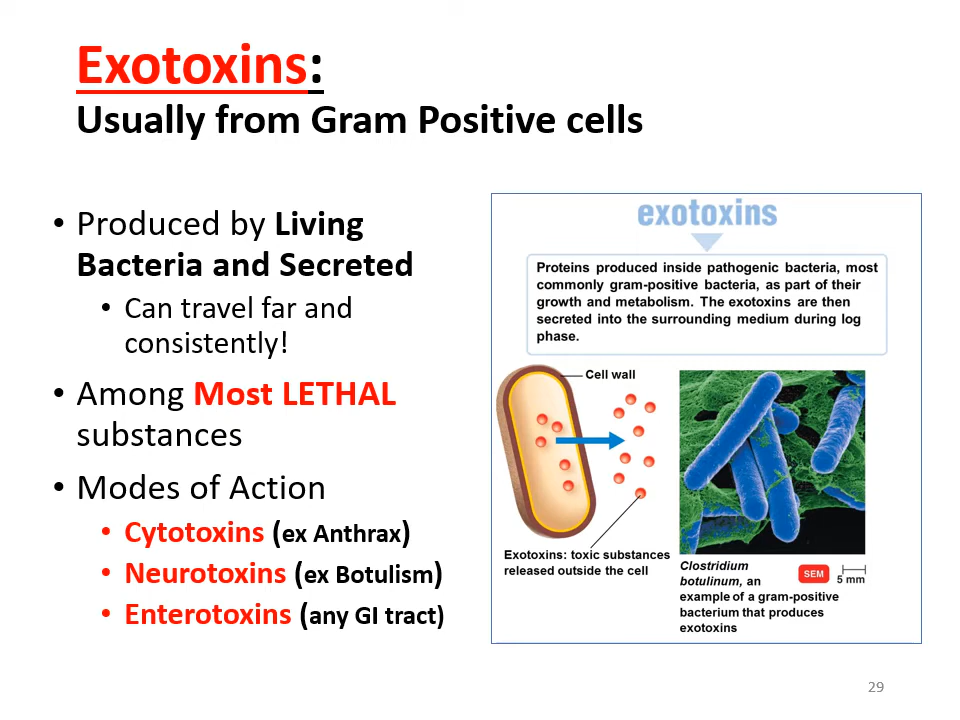 Exotoxins:
Usually from Gram Positive cells
• Produced by Living
Bacteria and Secreted
• Can travel far and
consistently!
• Among Most LETHAL
substances
• Modes of Action
• Cytotoxins (ex Anthrax)
• Neurotoxins (ex Botulism)
• Enterotoxins (any GI tract)
exotoxins
Proteins produced inside pathogenic bacteria, most
commonly gram-positive bacteria, as part of their
growth and metabolism. The exotoxins are then
secreted into the surrounding medium during log
phase.
Cell wall
Exotoxins: toxic substances
released outside the cell
Clostridium
botulinum, an
example of a gram-positive
bacterium that produces
exotoxins
SEM
5 mm
29